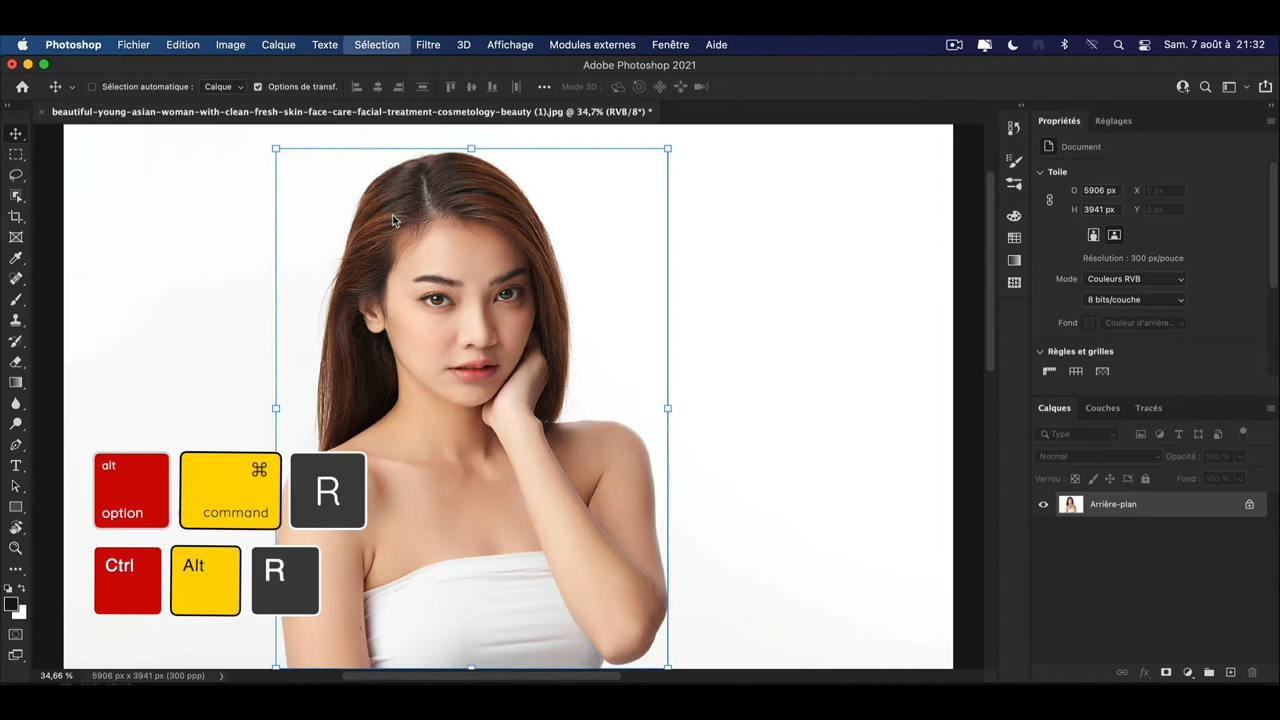 Photoshop Fichier Edition Image Calque Texte Sélection Filtre 3D Affichage Modules externes Fenêtre Aide Sam. 7 août à 21:32
Adobe Photoshop 2021
Sélection automatique : Calque Options de transf. Mode 3D :
beautiful-young-asian-woman-with-clean-fresh-skin-face-care-facial-treatment-cosmetology-beauty (1).jpg @ 34,7% (RVB/8*) *
Propriétés Réglages
Document
Toile
O 5906 px X 0 px
H 3941 px Y 0 px
Résolution : 300 px/pouce
Mode Couleurs RVB
8 bits/couche
Fond Couleur d'arrière...
Règles et grilles
Calques Couches Tracés
Type
Normal Opacité : 100 %
Verrou : Fond : 100 %
Arrière-plan
alt ⌘ R
option command
Ctrl Alt R
34,66 % 5906 px x 3941 px (300 ppp)